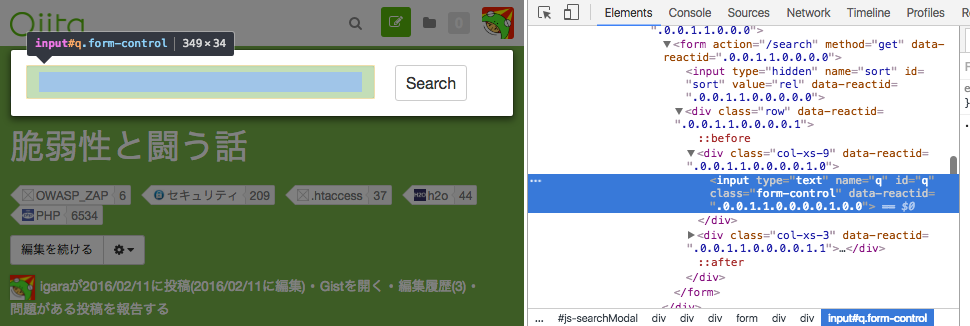 Qiita
0
input#q.form-control | 349×34
Search
脆弱性と闘う話
OWASP_ZAP 6 セキュリティ 209 .htaccess 37 h2o 44
PHP 6534
編集を続ける
igaraが2016/02/11に投稿(2016/02/11に編集)・Gistを開く・編集履歴(3)・
問題がある投稿を報告する
Elements Console Sources Network Timeline Profiles
".0.0.1.1.0.0.0">
▼<form action="/search" method="get" data-
reactid=".0.0.1.1.0.0.0.0">
<input type="hidden" name="sort" id=
"sort" value="rel" data-reactid=
".0.0.1.1.0.0.0.0.0">
▼<div class="row" data-reactid=
".0.0.1.1.0.0.0.0.1">
::before
▼<div class="col-xs-9" data-reactid=
".0.0.1.1.0.0.0.0.1.0">
… <input type="text" name="q" id="q"
class="form-control" data-reactid=
".0.0.1.1.0.0.0.0.1.0.0"> == $0
</div>
▶<div class="col-xs-3" data-reactid=
".0.0.1.1.0.0.0.0.1.1">…</div>
::after
</div>
</form>
</div>
... #js-searchModal div div div form div div input#q.form-control